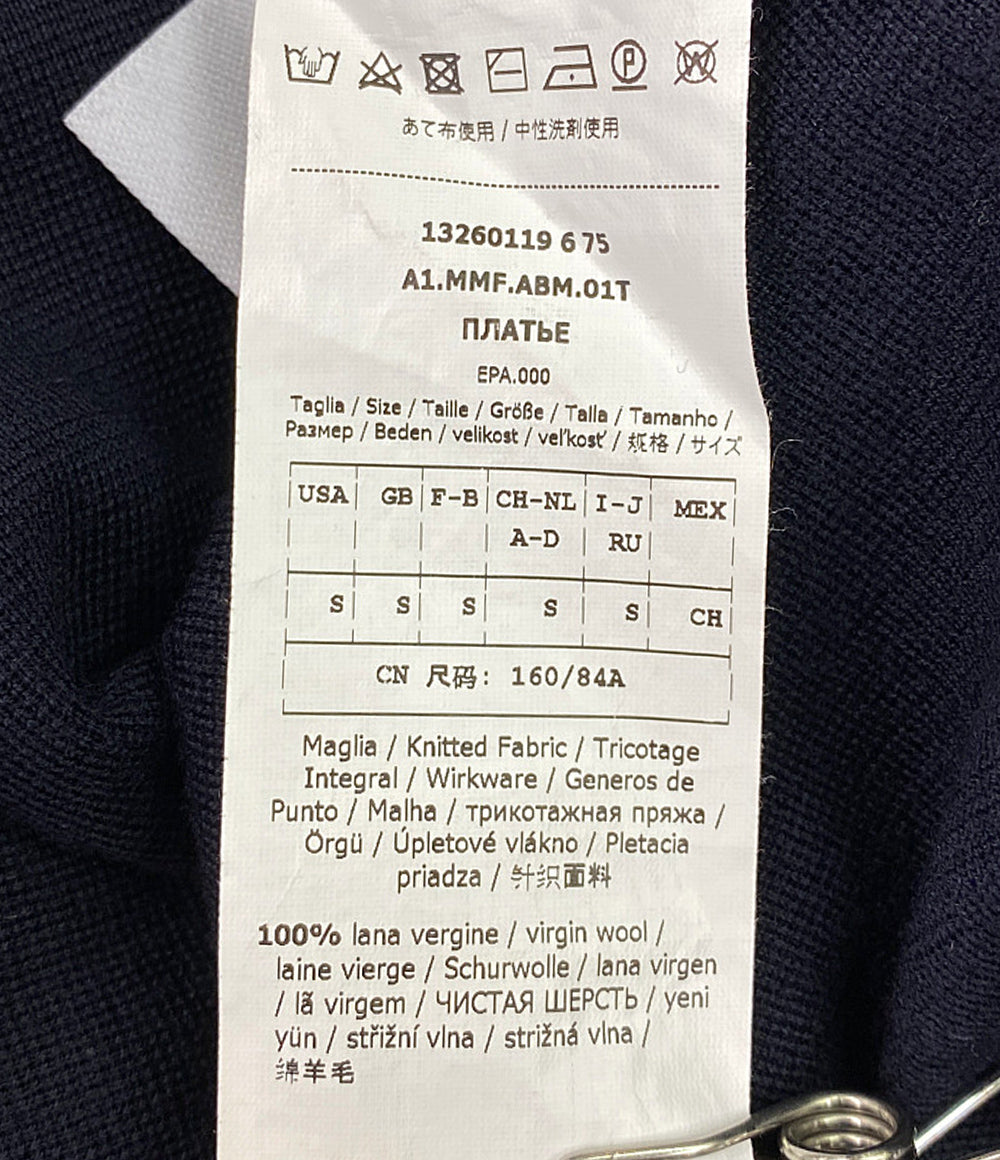 あて布使用 / 中性洗剤使用
13260119 6 75
A1.MMF.ABM.01T
ПЛАТЬЕ
EPA.000
Taglia / Size / Taille / Größe / Talla / Tamanho /
Размер / Beden / velikost / veľkosť / 规格 / サイズ
USA GB F-B CH-NL I-J MEX
A-D RU
S S S S S CH
CN 尺码: 160/84A
Maglia / Knitted Fabric / Tricotage
Integral / Wirkware / Generos de
Punto / Malha / трикотажная пряжа /
Örgü / Úpletové vlákno / Pletacia
priadza / 针织面料
100% lana vergine / virgin wool /
laine vierge / Schurwolle / lana virgen
/ lã virgem / ЧИСТАЯ ШЕРСТЬ / yeni
yün / střižní vlna / strižná vlna /
绵羊毛